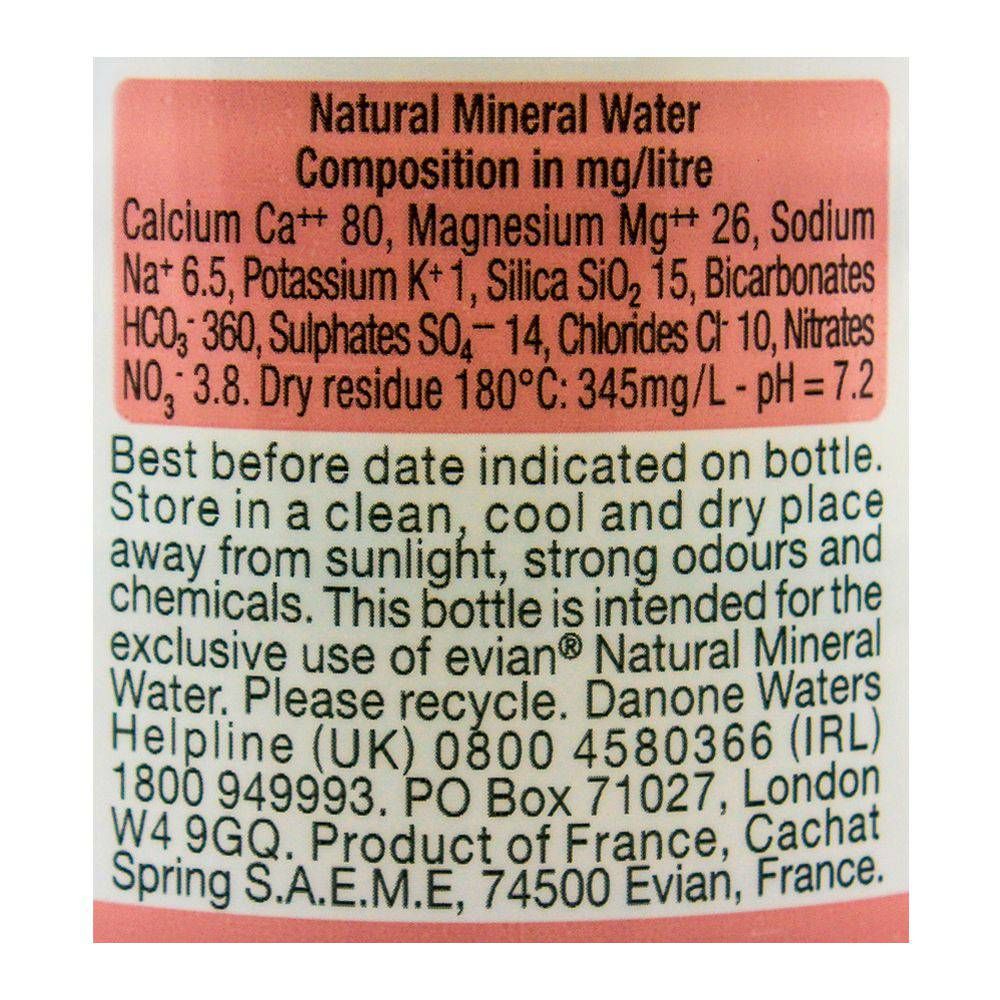 Natural Mineral Water
Composition in mg/litre
Calcium Ca⁺⁺ 80, Magnesium Mg⁺⁺ 26, Sodium
Na⁺ 6.5, Potassium K⁺ 1, Silica SiO₂ 15, Bicarbonates
HCO₃⁻ 360, Sulphates SO₄⁻⁻ 14, Chlorides Cl⁻ 10, Nitrates
NO₃⁻ 3.8. Dry residue 180°C: 345mg/L - pH = 7.2
Best before date indicated on bottle.
Store in a clean, cool and dry place
away from sunlight, strong odours and
chemicals. This bottle is intended for the
exclusive use of evian® Natural Mineral
Water. Please recycle. Danone Waters
Helpline (UK) 0800 4580366 (IRL)
1800 949993. PO Box 71027, London
W4 9GQ. Product of France, Cachat
Spring S.A.E.M.E, 74500 Evian, France.